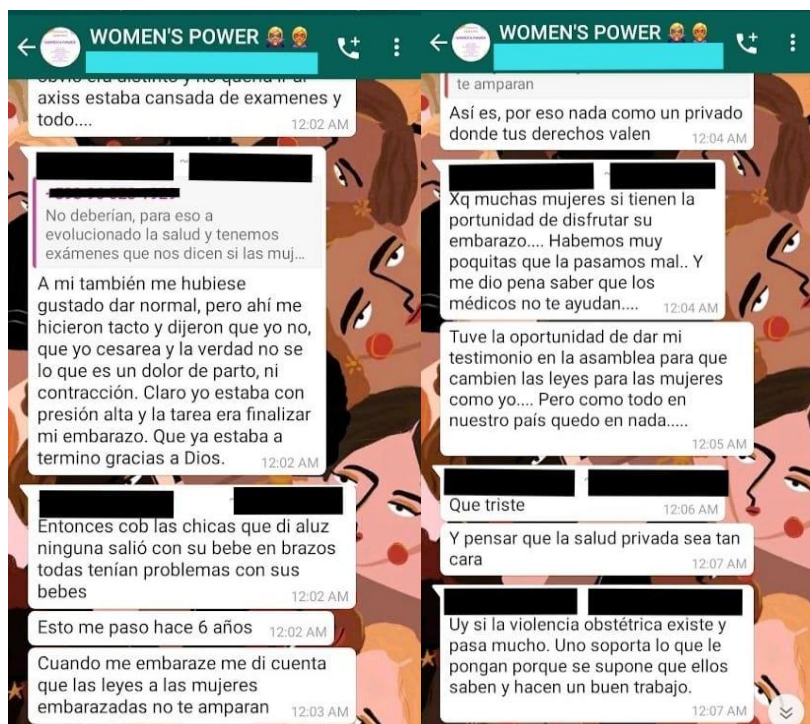 WOMEN'S POWER
axiss estaba cansada de examenes y
todo....
12:02 AM
No deberían, para eso a
evolucionado la salud y tenemos
exámenes que nos dicen si las muj...
A mi también me hubiese
gustado dar normal, pero ahí me
hicieron tacto y dijeron que yo no,
que yo cesarea y la verdad no se
lo que es un dolor de parto, ni
contracción. Claro yo estaba con
presión alta y la tarea era finalizar
mi embarazo. Que ya estaba a
termino gracias a Dios.
12:02 AM
Entonces cob las chicas que di aluz
ninguna salió con su bebe en brazos
todas tenían problemas con sus
bebes
12:02 AM
Esto me paso hace 6 años
12:02 AM
Cuando me embaraze me di cuenta
que las leyes a las mujeres
embarazadas no te amparan
12:03 AM
WOMEN'S POWER
te amparan
Así es, por eso nada como un privado
donde tus derechos valen
12:04 AM
Xq muchas mujeres si tienen la
portunidad de disfrutar su
embarazo.... Habemos muy
poquitas que la pasamos mal.. Y
me dio pena saber que los
médicos no te ayudan....
12:04 AM
Tuve la oportunidad de dar mi
testimonio en la asamblea para que
cambien las leyes para las mujeres
como yo.... Pero como todo en
nuestro país quedo en nada.....
12:05 AM
Que triste
12:06 AM
Y pensar que la salud privada sea tan
cara
12:07 AM
Uy si la violencia obstétrica existe y
pasa mucho. Uno soporta lo que le
pongan porque se supone que ellos
saben y hacen un buen trabajo.
12:07 AM